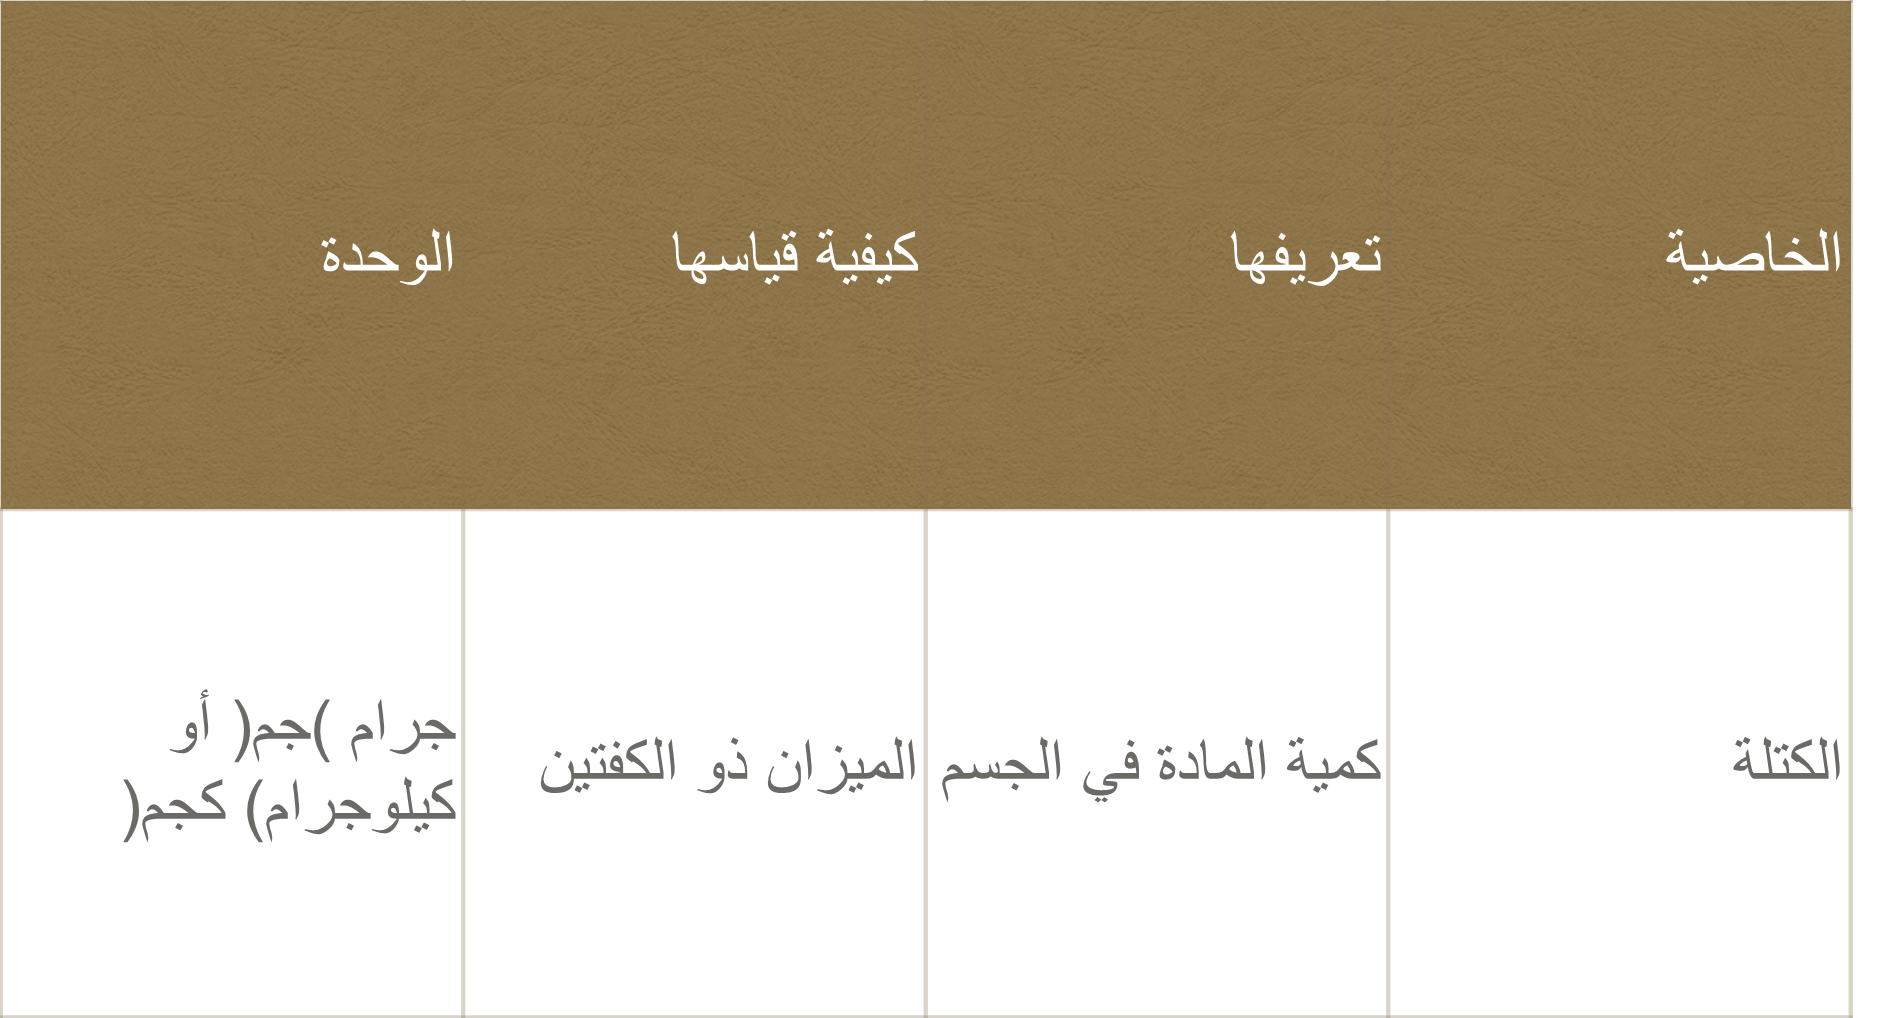 الخاصية
تعريفها
كيفية قياسها
الوحدة
الكتلة
كمية المادة في الجسم
الميزان ذو الكفتين
جرام )جم( أو
كيلوجرام) كجم(